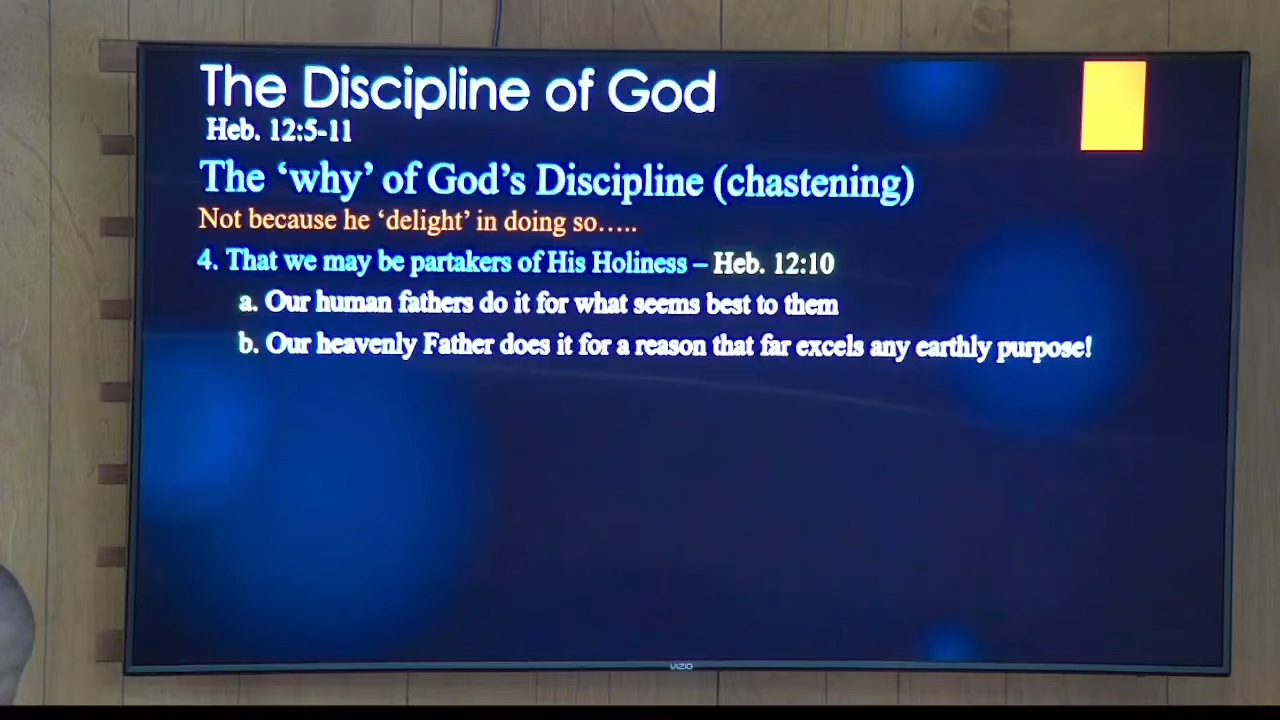 The Discipline of God
Heb. 12:5-11
The ‘why’ of God’s Discipline (chastening)
Not because he ‘delight’ in doing so…..
4. That we may be partakers of His Holiness – Heb. 12:10
a. Our human fathers do it for what seems best to them
b. Our heavenly Father does it for a reason that far excels any earthly purpose!
VIZIO